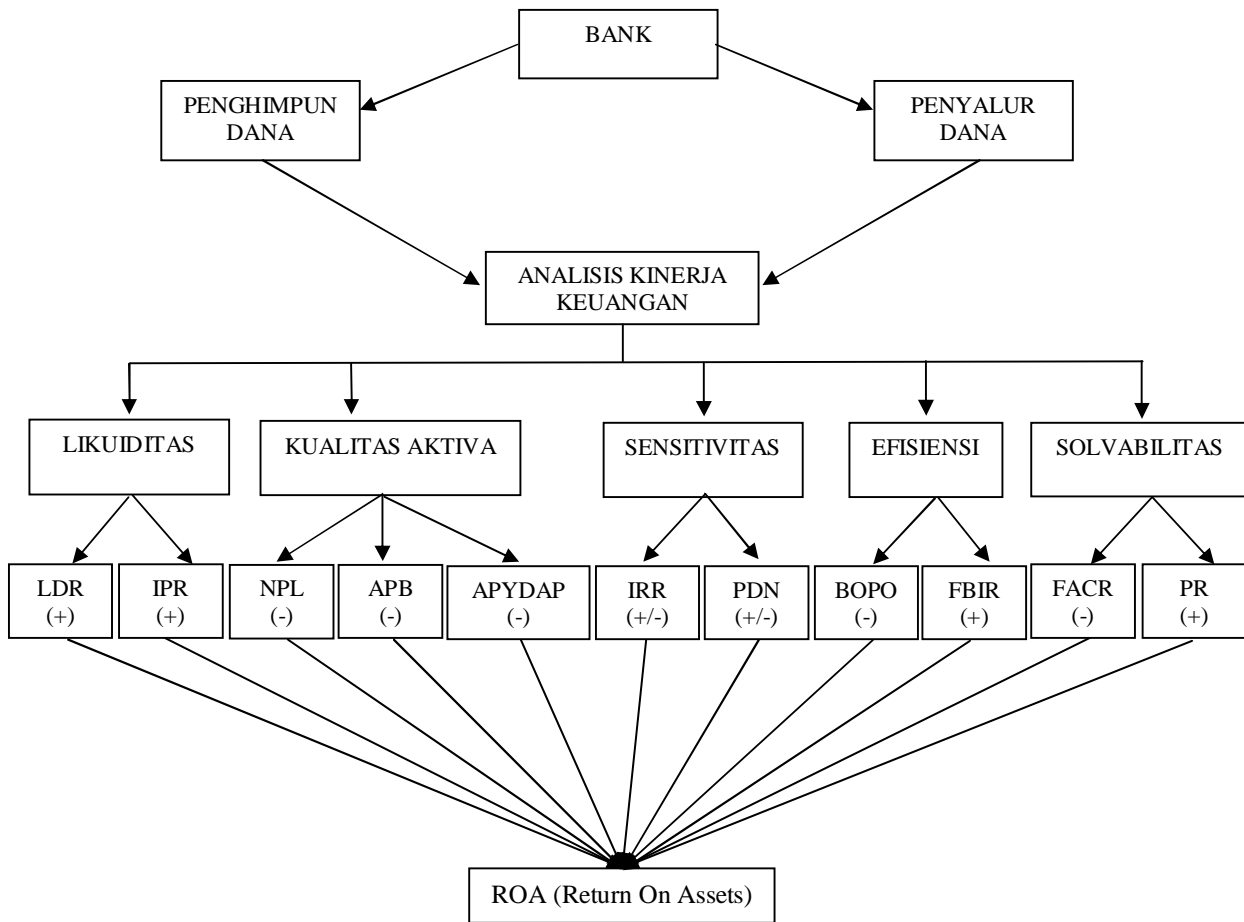 BANK
PENGHIMPUN
DANA
PENYALUR
DANA
ANALISIS KINERJA
KEUANGAN
LIKUIDITAS
KUALITAS AKTIVA
SENSITIVITAS
EFISIENSI
SOLVABILITAS
LDR
(+)
IPR
(+)
NPL
(-)
APB
(-)
APYDAP
(-)
IRR
(+/-)
PDN
(+/-)
BOPO
(-)
FBIR
(+)
FACR
(-)
PR
(+)
ROA (Return On Assets)